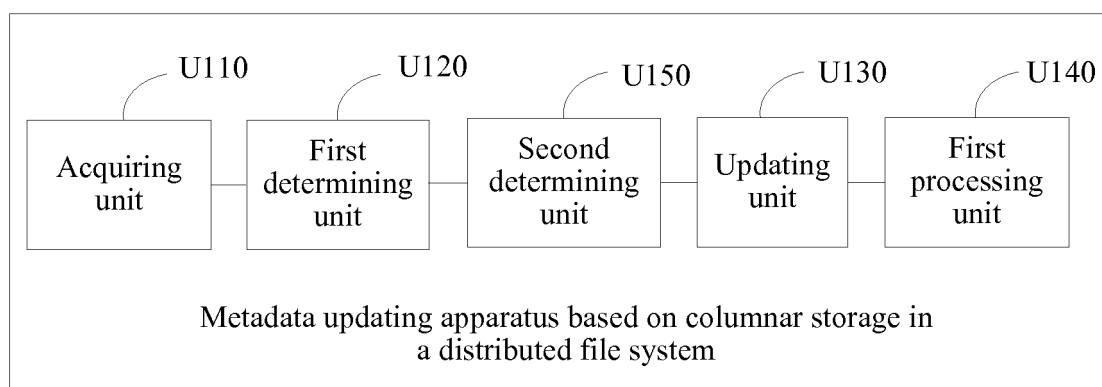 U110
U120
U150
U130
U140
Acquiring
unit
First
determining
unit
Second
determining
unit
Updating
unit
First
processing
unit
Metadata updating apparatus based on columnar storage in
a distributed file system